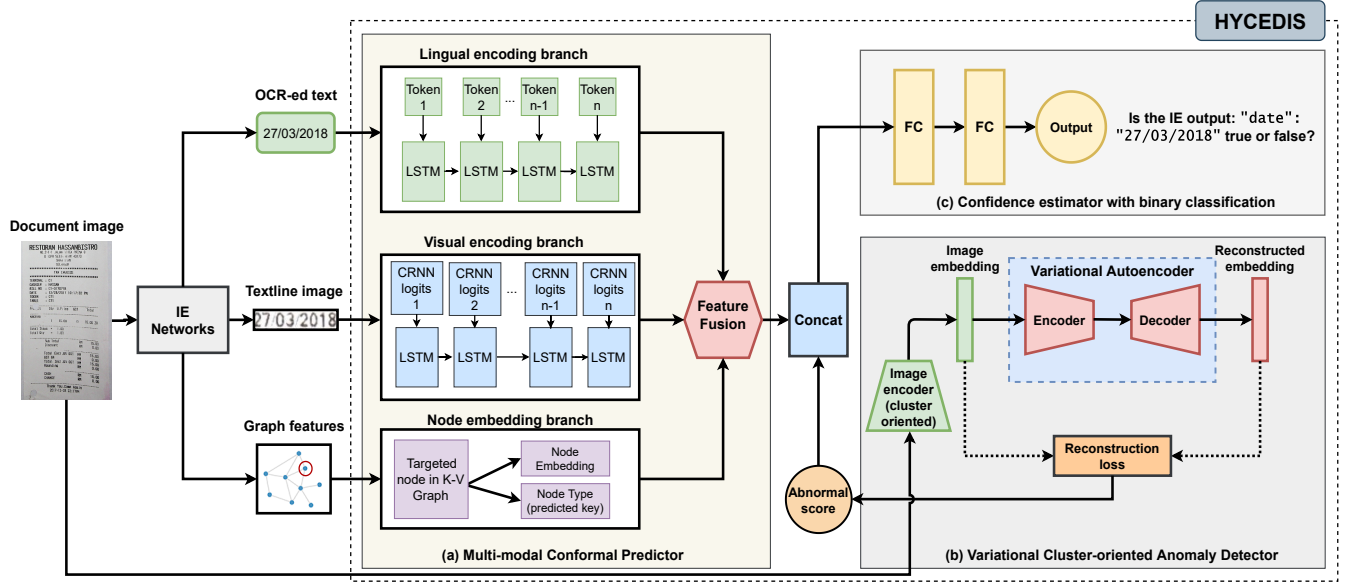 HYCEDIS
Lingual encoding branch
OCR-ed text
27/03/2018
Token
1
Token
2
...
Token
n-1
Token
n
LSTM
LSTM
LSTM
LSTM
FC
FC
Output
Is the IE output: "date":
"27/03/2018" true or false?
(c) Confidence estimator with binary classification
Document image
RESTORAN HASSANBISTRO
IE
Networks
Textline image
27/03/2018
Visual encoding branch
CRNN
logits
1
CRNN
logits
2
...
CRNN
logits
n-1
CRNN
logits
n
LSTM
LSTM
LSTM
LSTM
Feature
Fusion
Concat
Image
embedding
Variational Autoencoder
Reconstructed
embedding
Encoder
Decoder
Image
encoder
(cluster
oriented)
Reconstruction
loss
Abnormal
score
Graph features
Node embedding branch
Targeted
node in K-V
Graph
Node
Embedding
Node Type
(predicted key)
(a) Multi-modal Conformal Predictor
(b) Variational Cluster-oriented Anomaly Detector